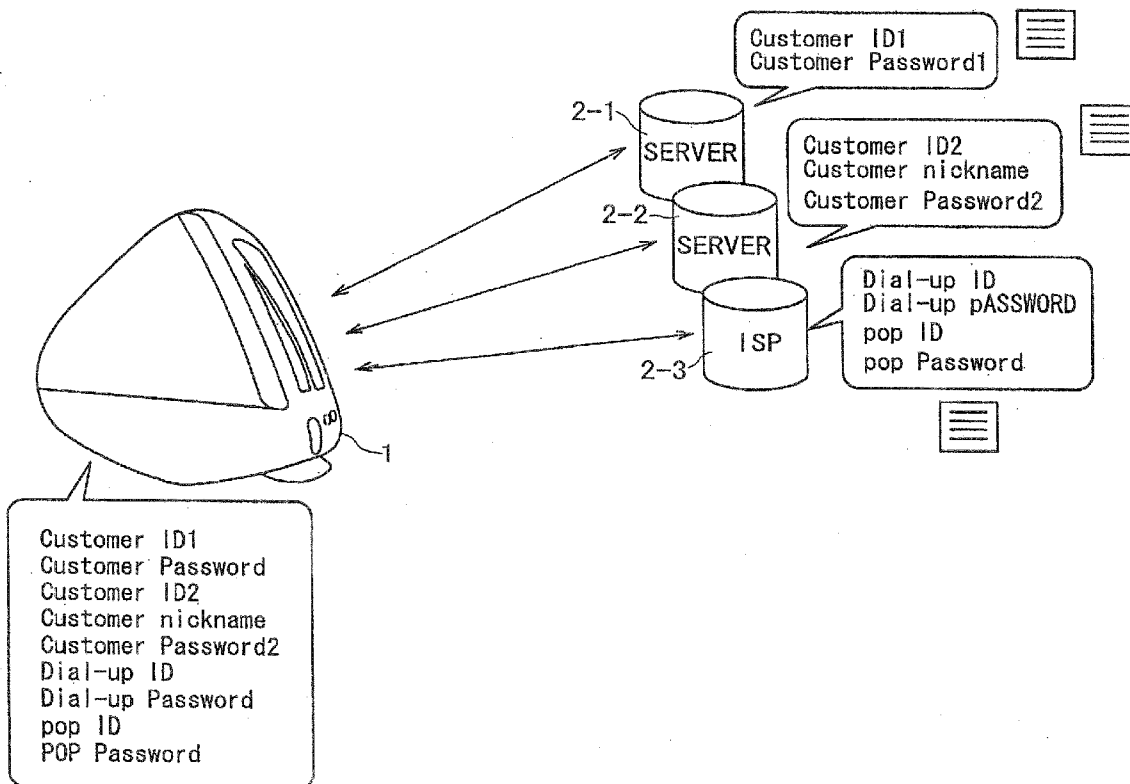 Customer ID1
Customer Password1
2-1
SERVER
Customer ID2
Customer nickname
Customer Password2
2-2
SERVER
Dial-up ID
Dial-up pASSWORD
pop ID
pop Password
ISP
2-3
1
Customer ID1
Customer Password
Customer ID2
Customer nickname
Customer Password2
Dial-up ID
Dial-up Password
pop ID
POP Password